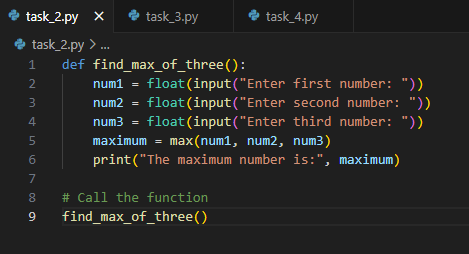 task_2.py task_3.py task_4.py
task_2.py > ...
1 def find_max_of_three():
2     num1 = float(input("Enter first number: "))
3     num2 = float(input("Enter second number: "))
4     num3 = float(input("Enter third number: "))
5     maximum = max(num1, num2, num3)
6     print("The maximum number is:", maximum)
7
8 # Call the function
9 find_max_of_three()